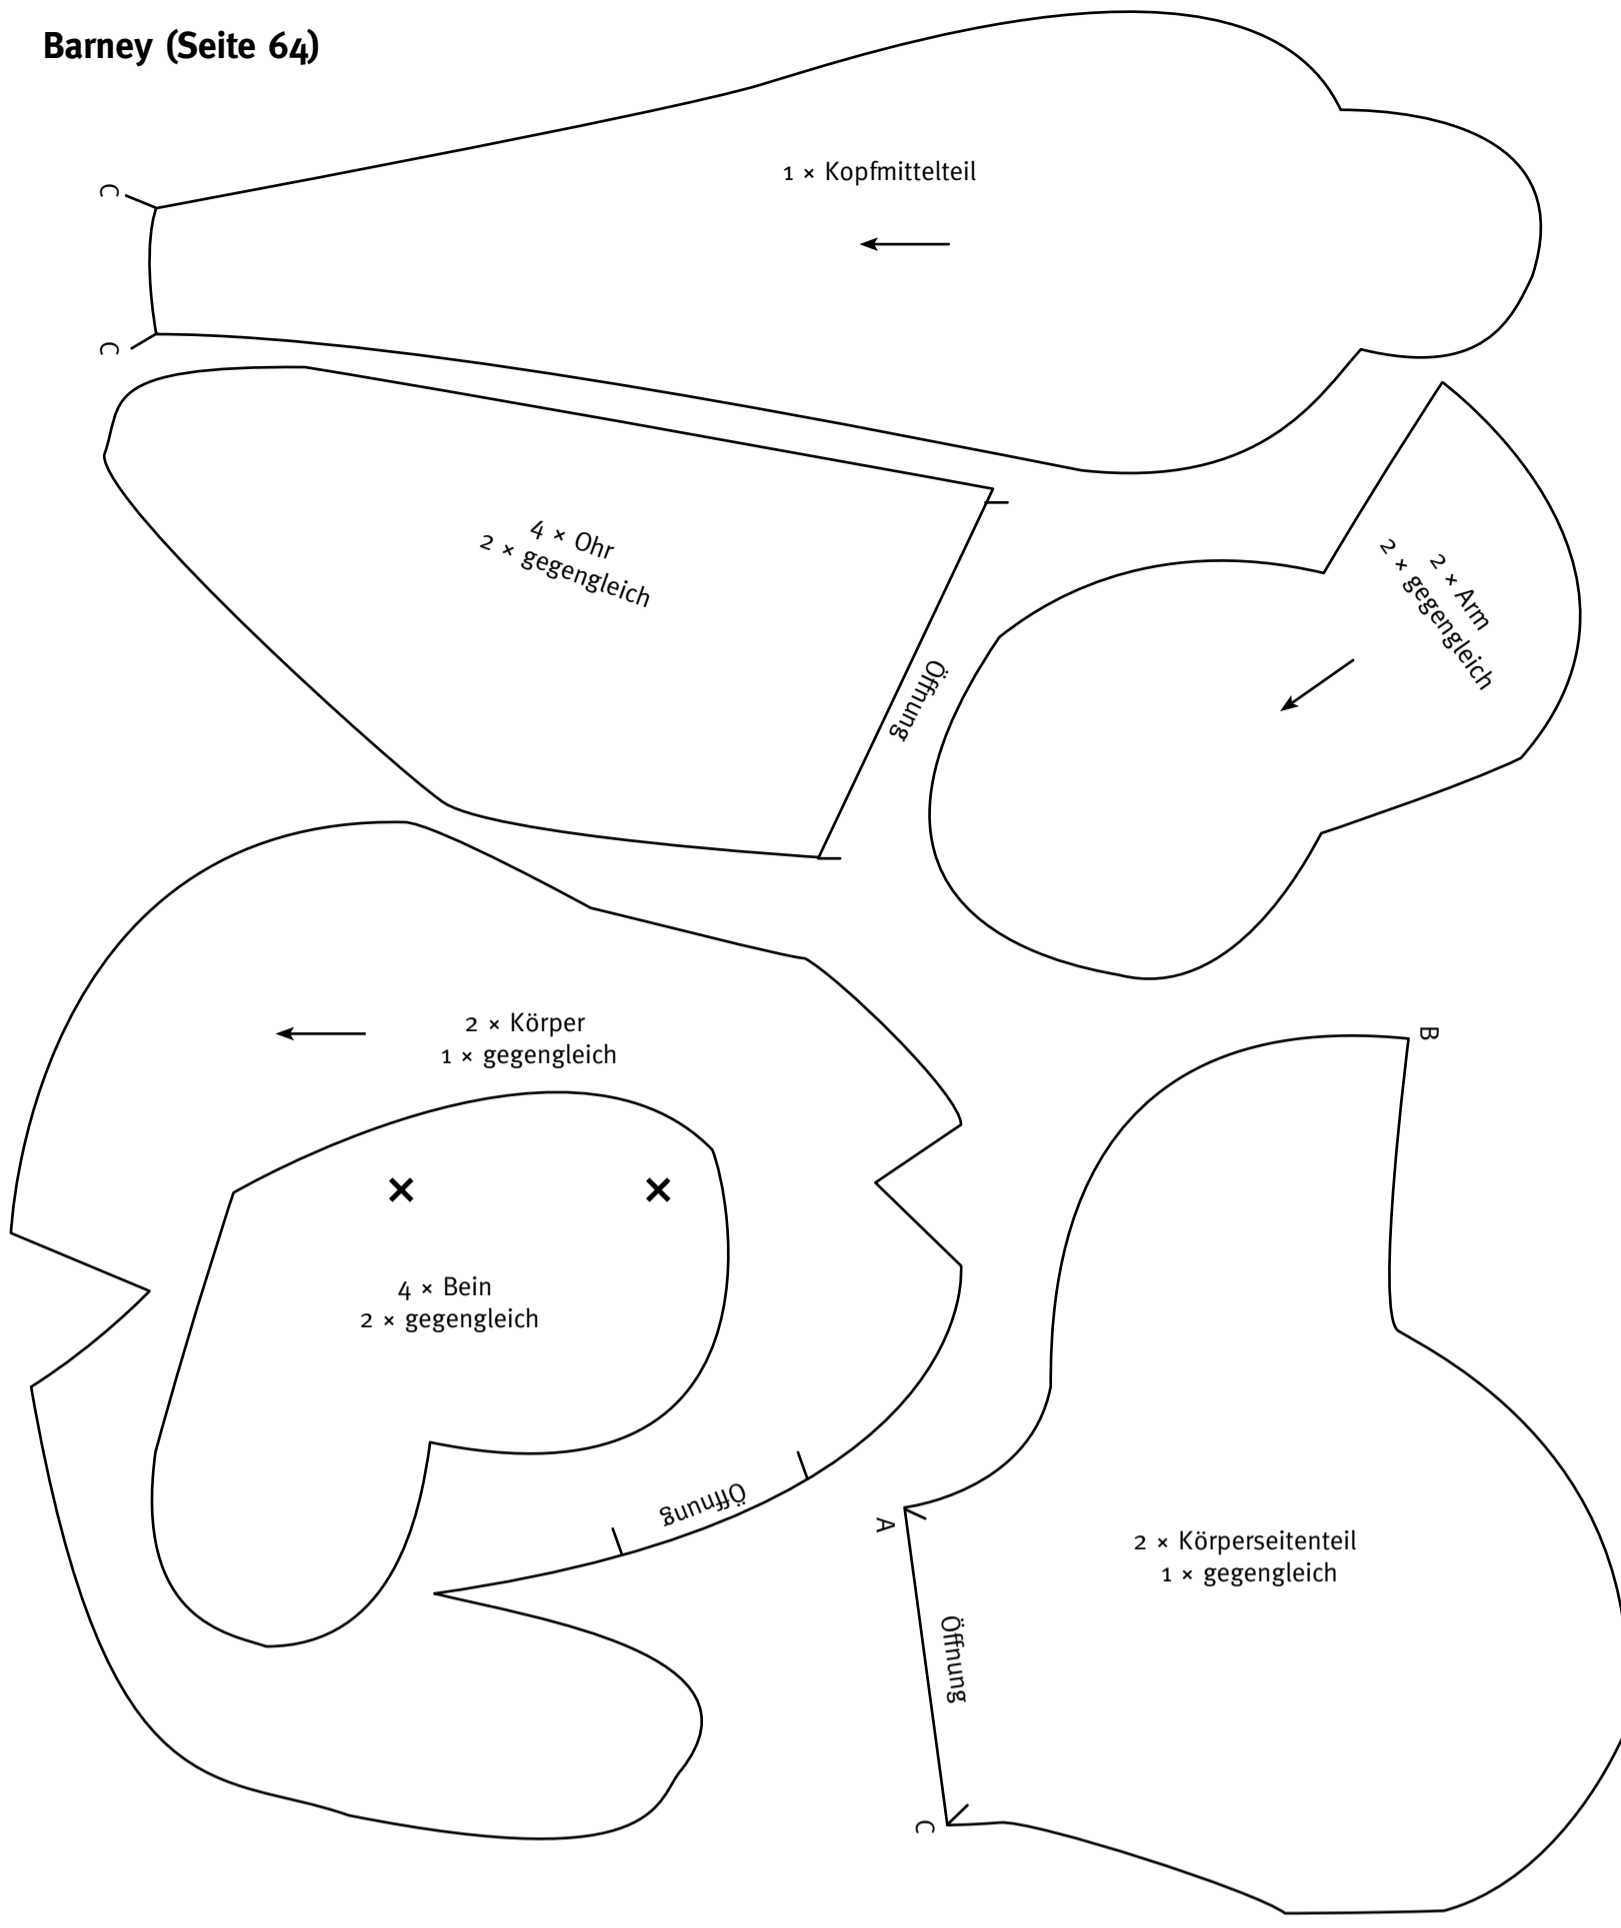 Barney (Seite 64)
1 × Kopfmittelteil
C
C
4 × Ohr
2 × gegengleich
Öffnung
2 × Arm
2 × gegengleich
2 × Körper
1 × gegengleich
4 × Bein
2 × gegengleich
Öffnung
B
A
2 × Körperseitenteil
1 × gegengleich
Öffnung
C